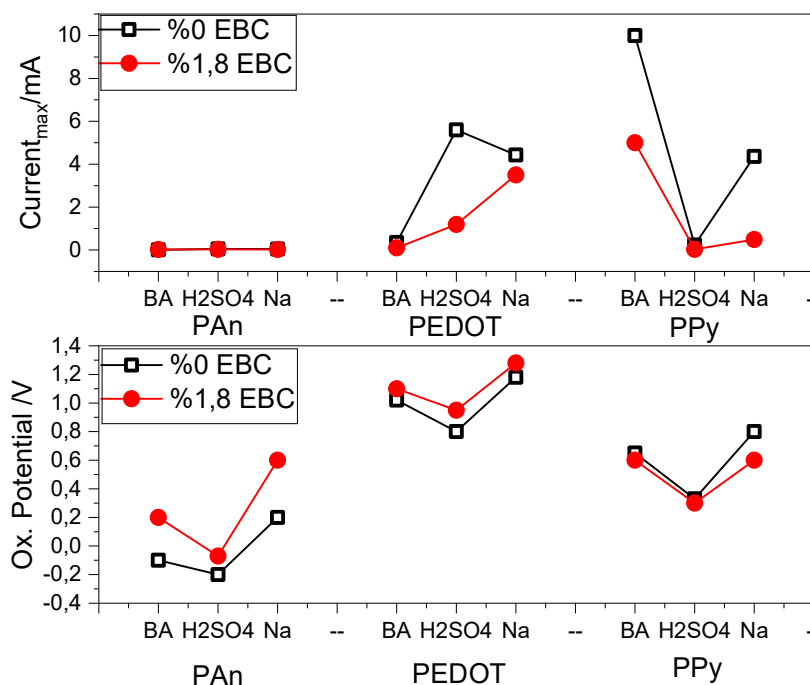 10
8
6
4
2
0
Current_max/mA
%0 EBC
%1,8 EBC
BA H2SO4 Na -- BA H2SO4 Na -- BA H2SO4 Na -
PAn PEDOT PPy
1,4
1,2
1,0
0,8
0,6
0,4
0,2
0,0
-0,2
-0,4
Ox. Potential /V
%0 EBC
%1,8 EBC
BA H2SO4 Na -- BA H2SO4 Na -- BA H2SO4 Na -
PAn PEDOT PPy